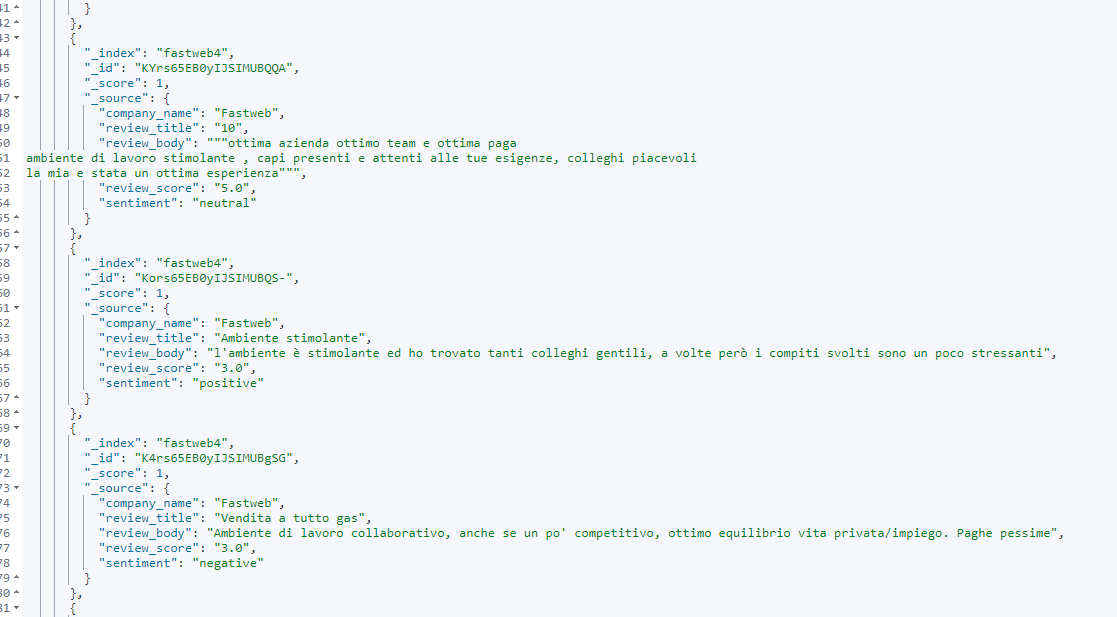 41 }
42 },
43 {
44 "_index": "fastweb4",
45 "_id": "KYrs65EB0yIJSIMUBQQA",
46 "_score": 1,
47 "_source": {
48 "company_name": "Fastweb",
49 "review_title": "10",
50 "review_body": """ottima azienda ottimo team e ottima paga
51 ambiente di lavoro stimolante , capi presenti e attenti alle tue esigenze, colleghi piacevoli
52 la mia e stata un ottima esperienza""",
53 "review_score": "5.0",
54 "sentiment": "neutral"
55 }
56 },
57 {
58 "_index": "fastweb4",
59 "_id": "Kors65EB0yIJSIMUBQS-",
60 "_score": 1,
61 "_source": {
62 "company_name": "Fastweb",
63 "review_title": "Ambiente stimolante",
64 "review_body": "l'ambiente è stimolante ed ho trovato tanti colleghi gentili, a volte però i compiti svolti sono un poco stressanti",
65 "review_score": "3.0",
66 "sentiment": "positive"
67 }
68 },
69 {
70 "_index": "fastweb4",
71 "_id": "K4rs65EB0yIJSIMUBgSG",
72 "_score": 1,
73 "_source": {
74 "company_name": "Fastweb",
75 "review_title": "Vendita a tutto gas",
76 "review_body": "Ambiente di lavoro collaborativo, anche se un po' competitivo, ottimo equilibrio vita privata/impiego. Paghe pessime",
77 "review_score": "3.0",
78 "sentiment": "negative"
79 }
80 },
81 {